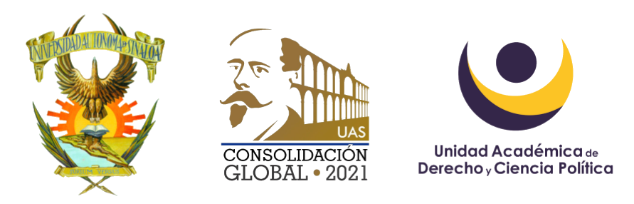 UNIVERSIDAD AUTONOMA DE SINALOA
UAS
CONSOLIDACIÓN
GLOBAL • 2021
Unidad Académica de
Derecho y Ciencia Política